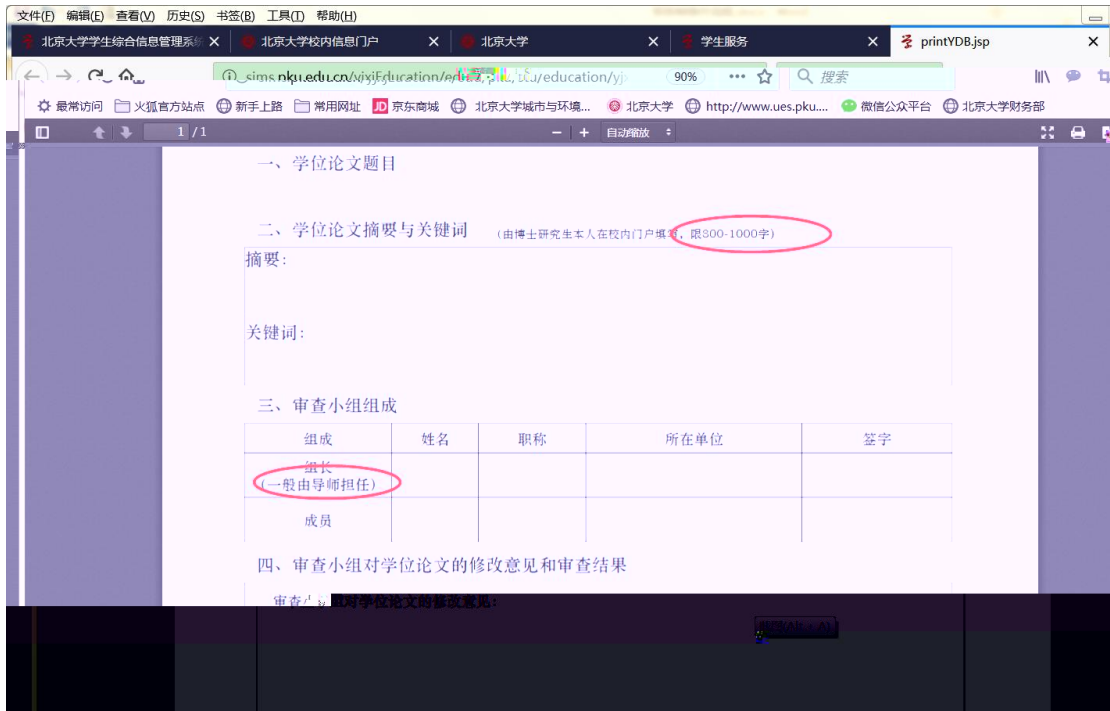 文件(F) 编辑(E) 查看(V) 历史(S) 书签(B) 工具(T) 帮助(H)
北京大学学生综合信息管理系统 × 北京大学校内信息门户 × 北京大学 × 学生服务 × printYDB.jsp ×
sims.pku.edu.cn 90% ··· 搜索
最常访问 火狐官方站点 新手上路 常用网址 JD 京东商城 北京大学城市与环境... 北京大学 http://www.ues.pku.... 微信公众平台 北京大学财务部
1 / 1 − + 自动缩放
一、学位论文题目
二、学位论文摘要与关键词 (由博士研究生本人在校内门户填写，限800-1000字)
摘要:
关键词:
三、审查小组组成
组成 姓名 职称 所在单位 签字
组长
(一般由导师担任)
成员
四、审查小组对学位论文的修改意见和审查结果
审查小组对学位论文的修改意见: